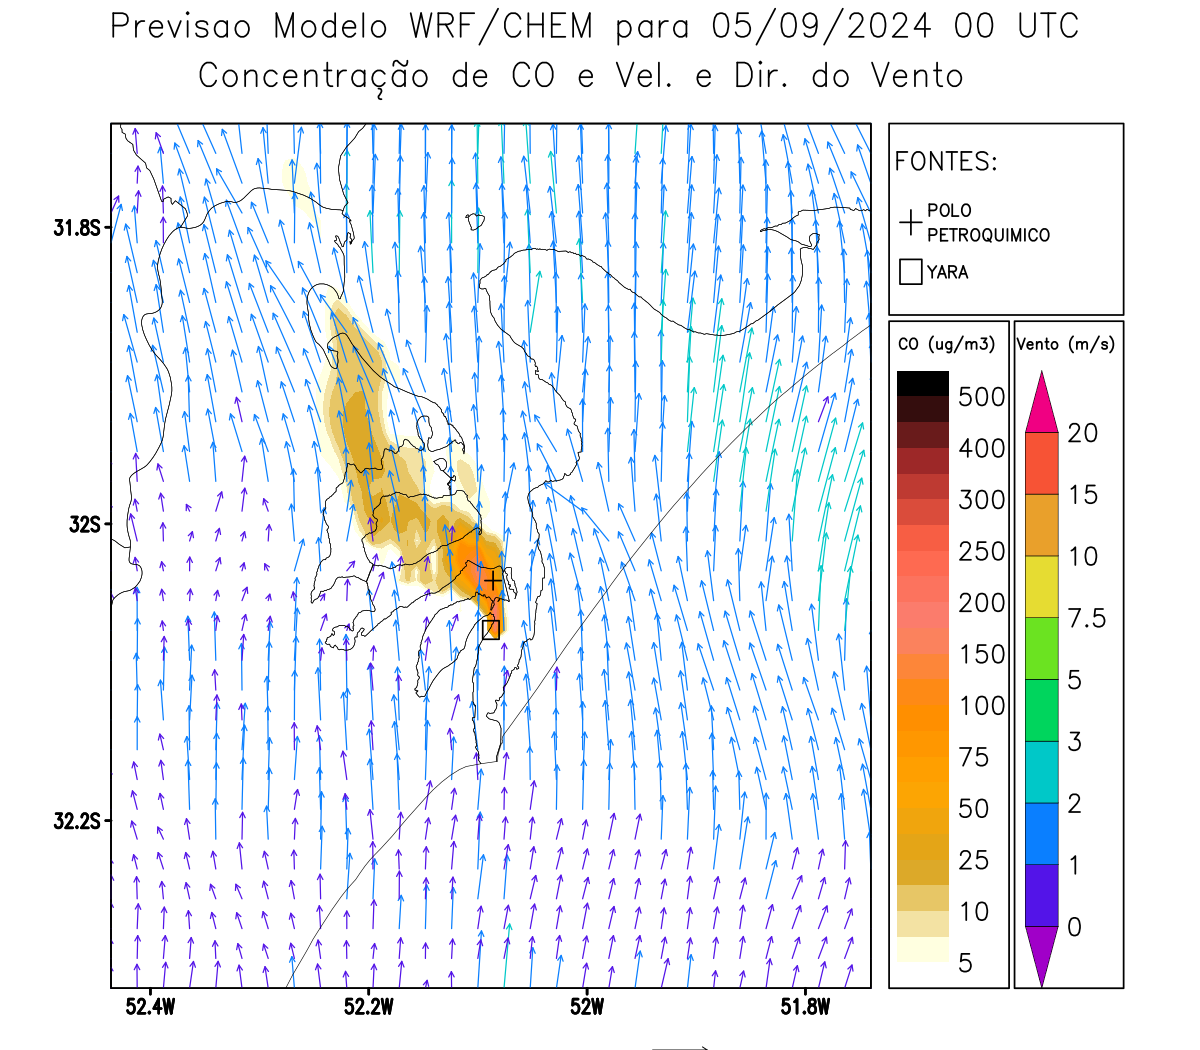 Previsao Modelo WRF/CHEM para 05/09/2024 00 UTC
Concentração de CO e Vel. e Dir. do Vento
FONTES:
POLO
PETROQUIMICO
YARA
CO (ug/m3)
500
400
300
250
200
150
100
75
50
25
10
5
Vento (m/s)
20
15
10
7.5
5
3
2
1
0
31.8S
32S
32.2S
52.4W
52.2W
52W
51.8W